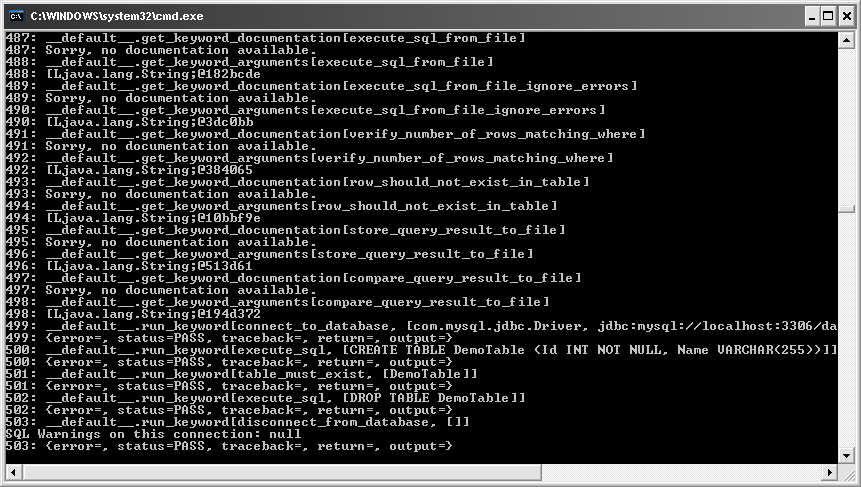 C:\WINDOWS\system32\cmd.exe
487: __default__.get_keyword_documentation[execute_sql_from_file]
487: Sorry, no documentation available.
488: __default__.get_keyword_arguments[execute_sql_from_file]
488: [Ljava.lang.String;@182bcde
489: __default__.get_keyword_documentation[execute_sql_from_file_ignore_errors]
489: Sorry, no documentation available.
490: __default__.get_keyword_arguments[execute_sql_from_file_ignore_errors]
490: [Ljava.lang.String;@3dc0bb
491: __default__.get_keyword_documentation[verify_number_of_rows_matching_where]
491: Sorry, no documentation available.
492: __default__.get_keyword_arguments[verify_number_of_rows_matching_where]
492: [Ljava.lang.String;@384065
493: __default__.get_keyword_documentation[row_should_not_exist_in_table]
493: Sorry, no documentation available.
494: __default__.get_keyword_arguments[row_should_not_exist_in_table]
494: [Ljava.lang.String;@10bbf9e
495: __default__.get_keyword_documentation[store_query_result_to_file]
495: Sorry, no documentation available.
496: __default__.get_keyword_arguments[store_query_result_to_file]
496: [Ljava.lang.String;@513d61
497: __default__.get_keyword_documentation[compare_query_result_to_file]
497: Sorry, no documentation available.
498: __default__.get_keyword_arguments[compare_query_result_to_file]
498: [Ljava.lang.String;@194d372
499: __default__.run_keyword[connect_to_database, [com.mysql.jdbc.Driver, jdbc:mysql://localhost:3306/da
499: {error=, status=PASS, traceback=, return=, output=}
500: __default__.run_keyword[execute_sql, [CREATE TABLE DemoTable (Id INT NOT NULL, Name VARCHAR(255))]]
500: {error=, status=PASS, traceback=, return=, output=}
501: __default__.run_keyword[table_must_exist, [DemoTable]]
501: {error=, status=PASS, traceback=, return=, output=}
502: __default__.run_keyword[execute_sql, [DROP TABLE DemoTable]]
502: {error=, status=PASS, traceback=, return=, output=}
503: __default__.run_keyword[disconnect_from_database, []]
SQL Warnings on this connection: null
503: {error=, status=PASS, traceback=, return=, output=}